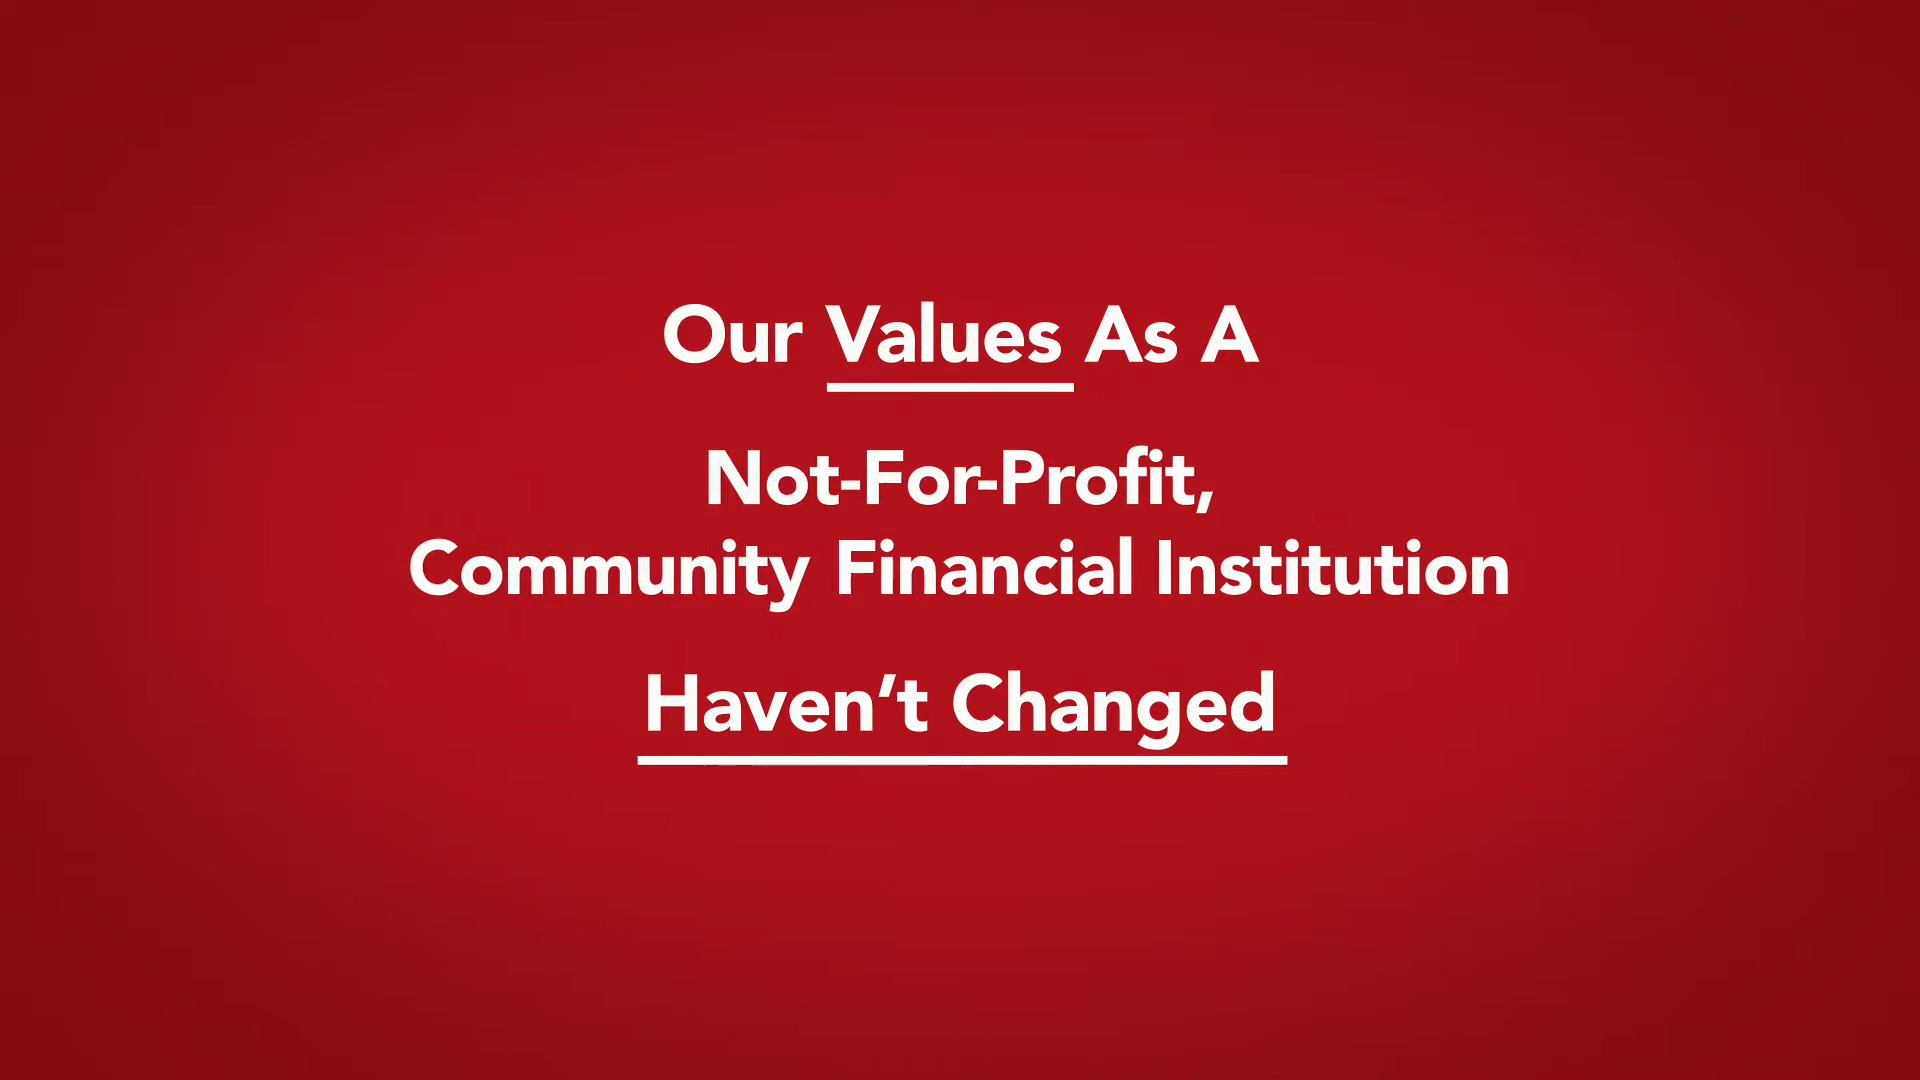 Our Values As A
Not-For-Profit,
Community Financial Institution
Haven’t Changed